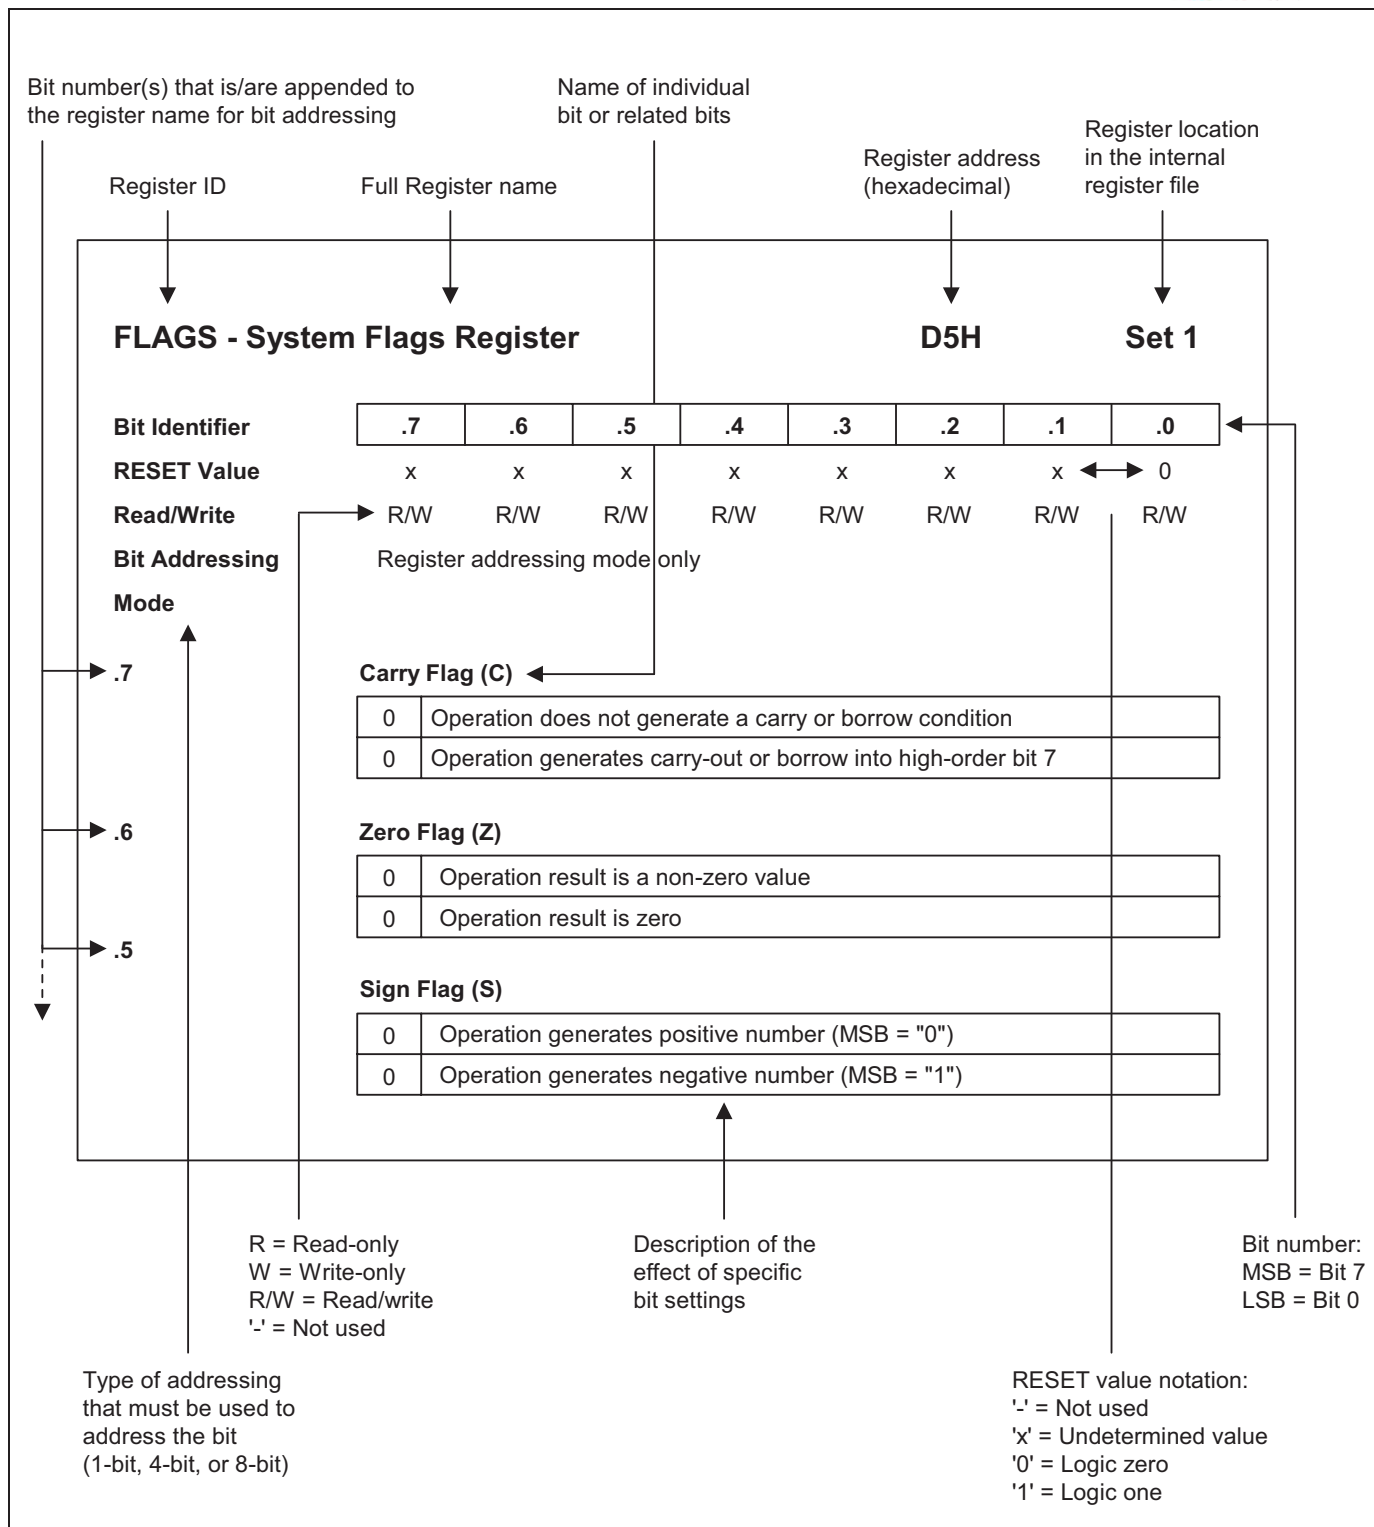 Bit number(s) that is/are appended to
the register name for bit addressing
Name of individual
bit or related bits
Register ID
Full Register name
Register address
(hexadecimal)
Register location
in the internal
register file
FLAGS - System Flags Register D5H Set 1
Bit Identifier .7 .6 .5 .4 .3 .2 .1 .0
RESET Value x x x x x x x 0
Read/Write R/W R/W R/W R/W R/W R/W R/W R/W
Bit Addressing Register addressing mode only
Mode
.7 Carry Flag (C)
0 Operation does not generate a carry or borrow condition
0 Operation generates carry-out or borrow into high-order bit 7
.6 Zero Flag (Z)
0 Operation result is a non-zero value
0 Operation result is zero
.5
Sign Flag (S)
0 Operation generates positive number (MSB = "0")
0 Operation generates negative number (MSB = "1")
R = Read-only
W = Write-only
R/W = Read/write
'-' = Not used
Description of the
effect of specific
bit settings
Bit number:
MSB = Bit 7
LSB = Bit 0
Type of addressing
that must be used to
address the bit
(1-bit, 4-bit, or 8-bit)
RESET value notation:
'-' = Not used
'x' = Undetermined value
'0' = Logic zero
'1' = Logic one